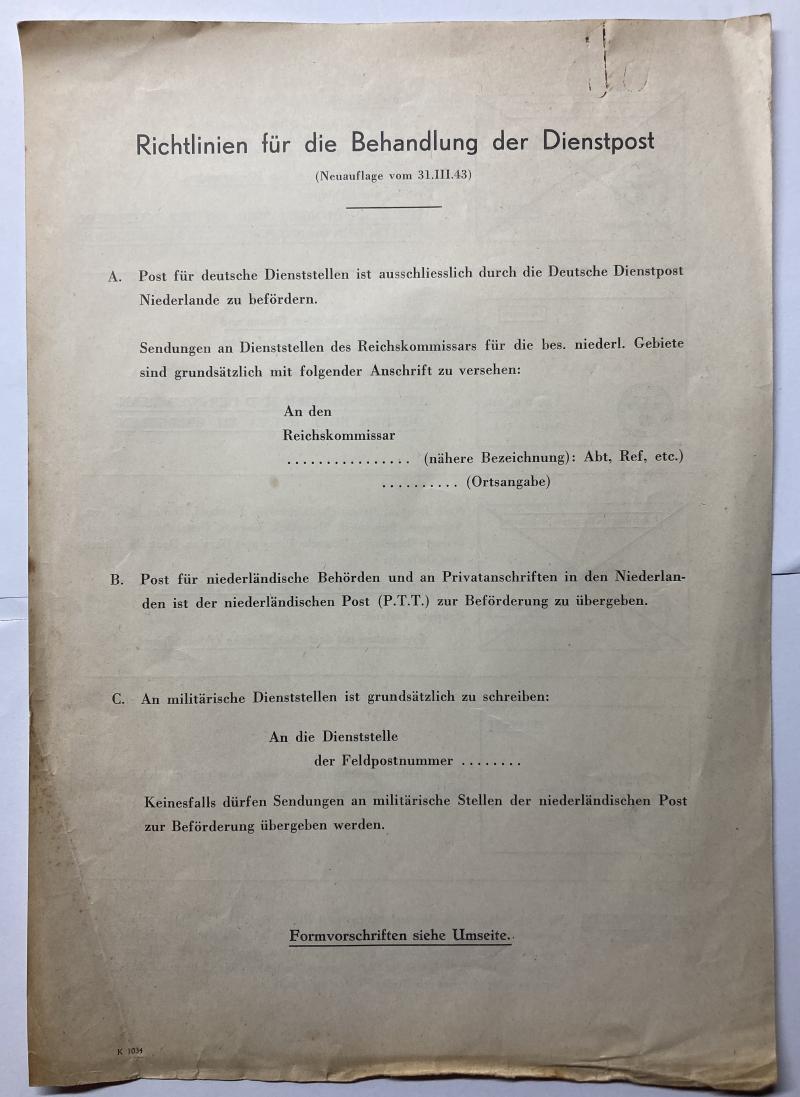 Richtlinien für die Behandlung der Dienstpost
(Neuauflage vom 31.III.43)
A. Post für deutsche Dienststellen ist ausschliesslich durch die Deutsche Dienstpost
Niederlande zu befördern.
Sendungen an Dienststellen des Reichskommissars für die bes. niederl. Gebiete
sind grundsätzlich mit folgender Anschrift zu versehen:
An den
Reichskommissar
................ (nähere Bezeichnung): Abt, Ref, etc.)
.......... (Ortsangabe)
B. Post für niederländische Behörden und an Privatanschriften in den Niederlan-
den ist der niederländischen Post (P.T.T.) zur Beförderung zu übergeben.
C. An militärische Dienststellen ist grundsätzlich zu schreiben:
An die Dienststelle
der Feldpostnummer ........
Keinesfalls dürfen Sendungen an militärische Stellen der niederländischen Post
zur Beförderung übergeben werden.
Formvorschriften siehe Umseite.
K 1034